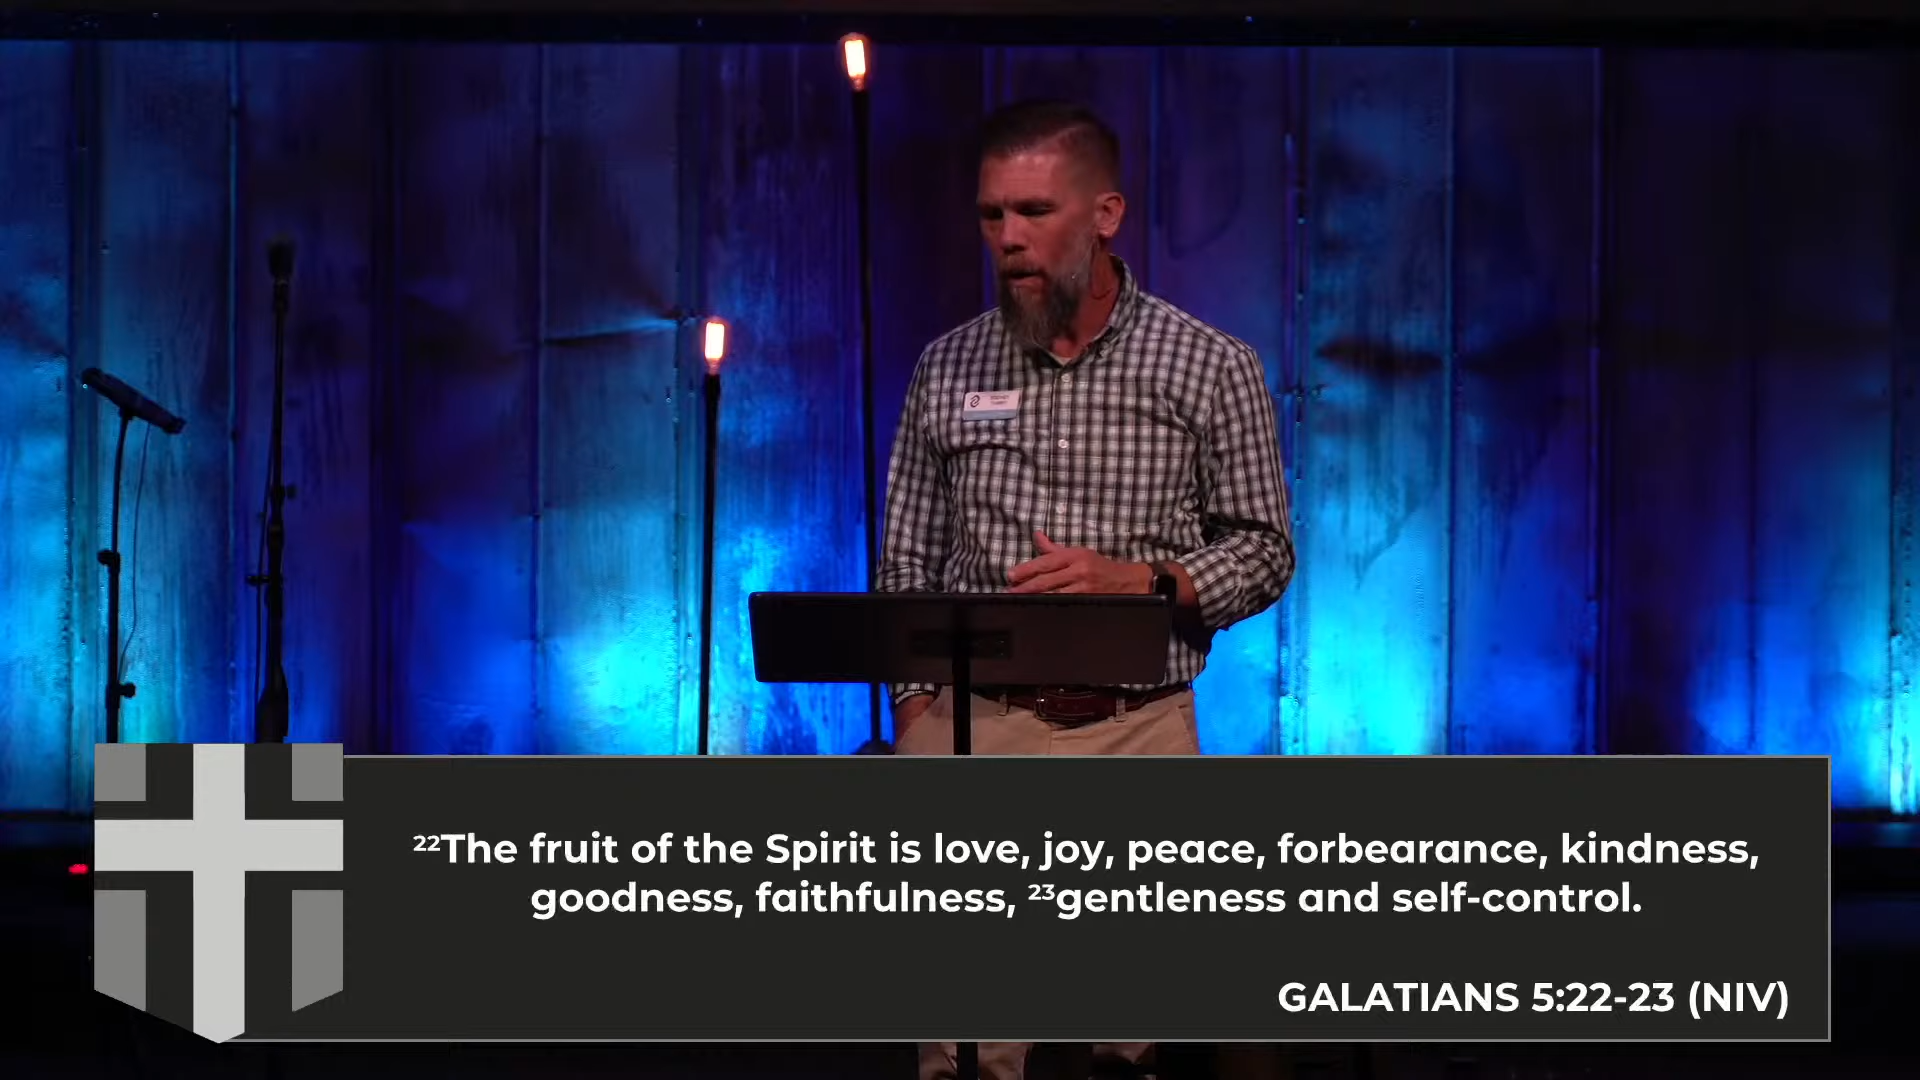 ²²The fruit of the Spirit is love, joy, peace, forbearance, kindness,
goodness, faithfulness, ²³gentleness and self-control.
GALATIANS 5:22-23 (NIV)